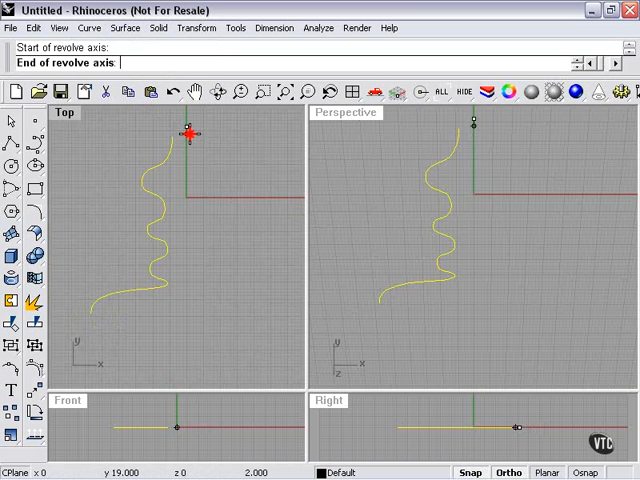 Untitled - Rhinoceros (Not For Resale)
File Edit View Curve Surface Solid Transform Tools Dimension Analyze Render Help
Start of revolve axis:
End of revolve axis:
ALL HIDE
Top
Perspective
y
x
y
x
z
T
Front
Right
VTC
CPlane x 0 y 19.000 z 0 2.000 Default Snap Ortho Planar Osnap